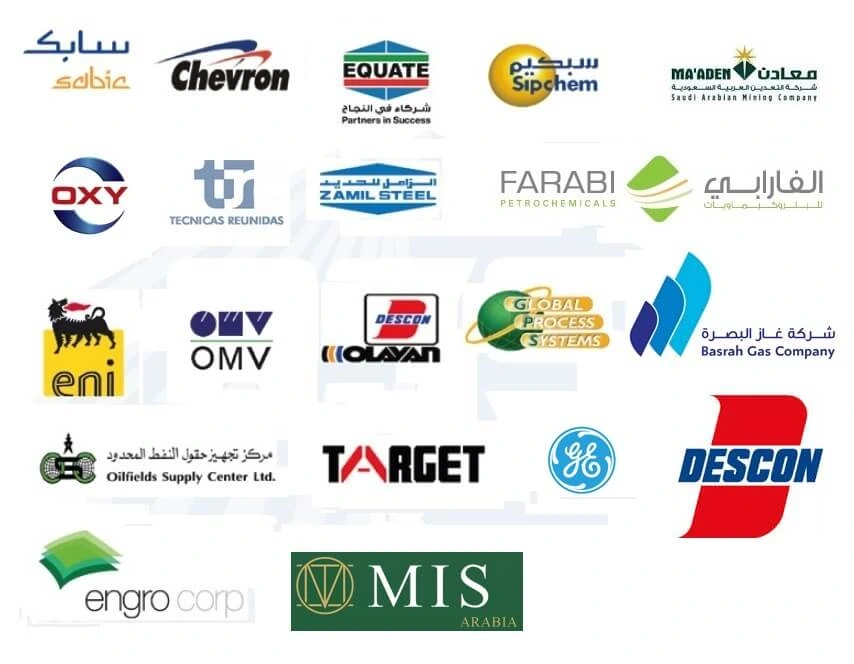 سابك
sabic
Chevron
EQUATE
شركاء في النجاح
Partners in Success
سبكيم
Sipchem
MA'ADEN معادن
شركة التعدين العربية السعودية
Saudi Arabian Mining Company
OXY
tr
TECNICAS REUNIDAS
الزامل للحديد
ZAMIL STEEL
FARABI الفارابي
PETROCHEMICALS للبتروكيماويات
eni
OMV
OMV
DESCON
OLAYAN
GLOBAL
PROCESS
SYSTEMS
شركة غاز البصرة
Basrah Gas Company
مركز تجهيز حقول النفط المحدود
Oilfields Supply Center Ltd.
TARGET
GE
DESCON
engro corp
MIS
ARABIA